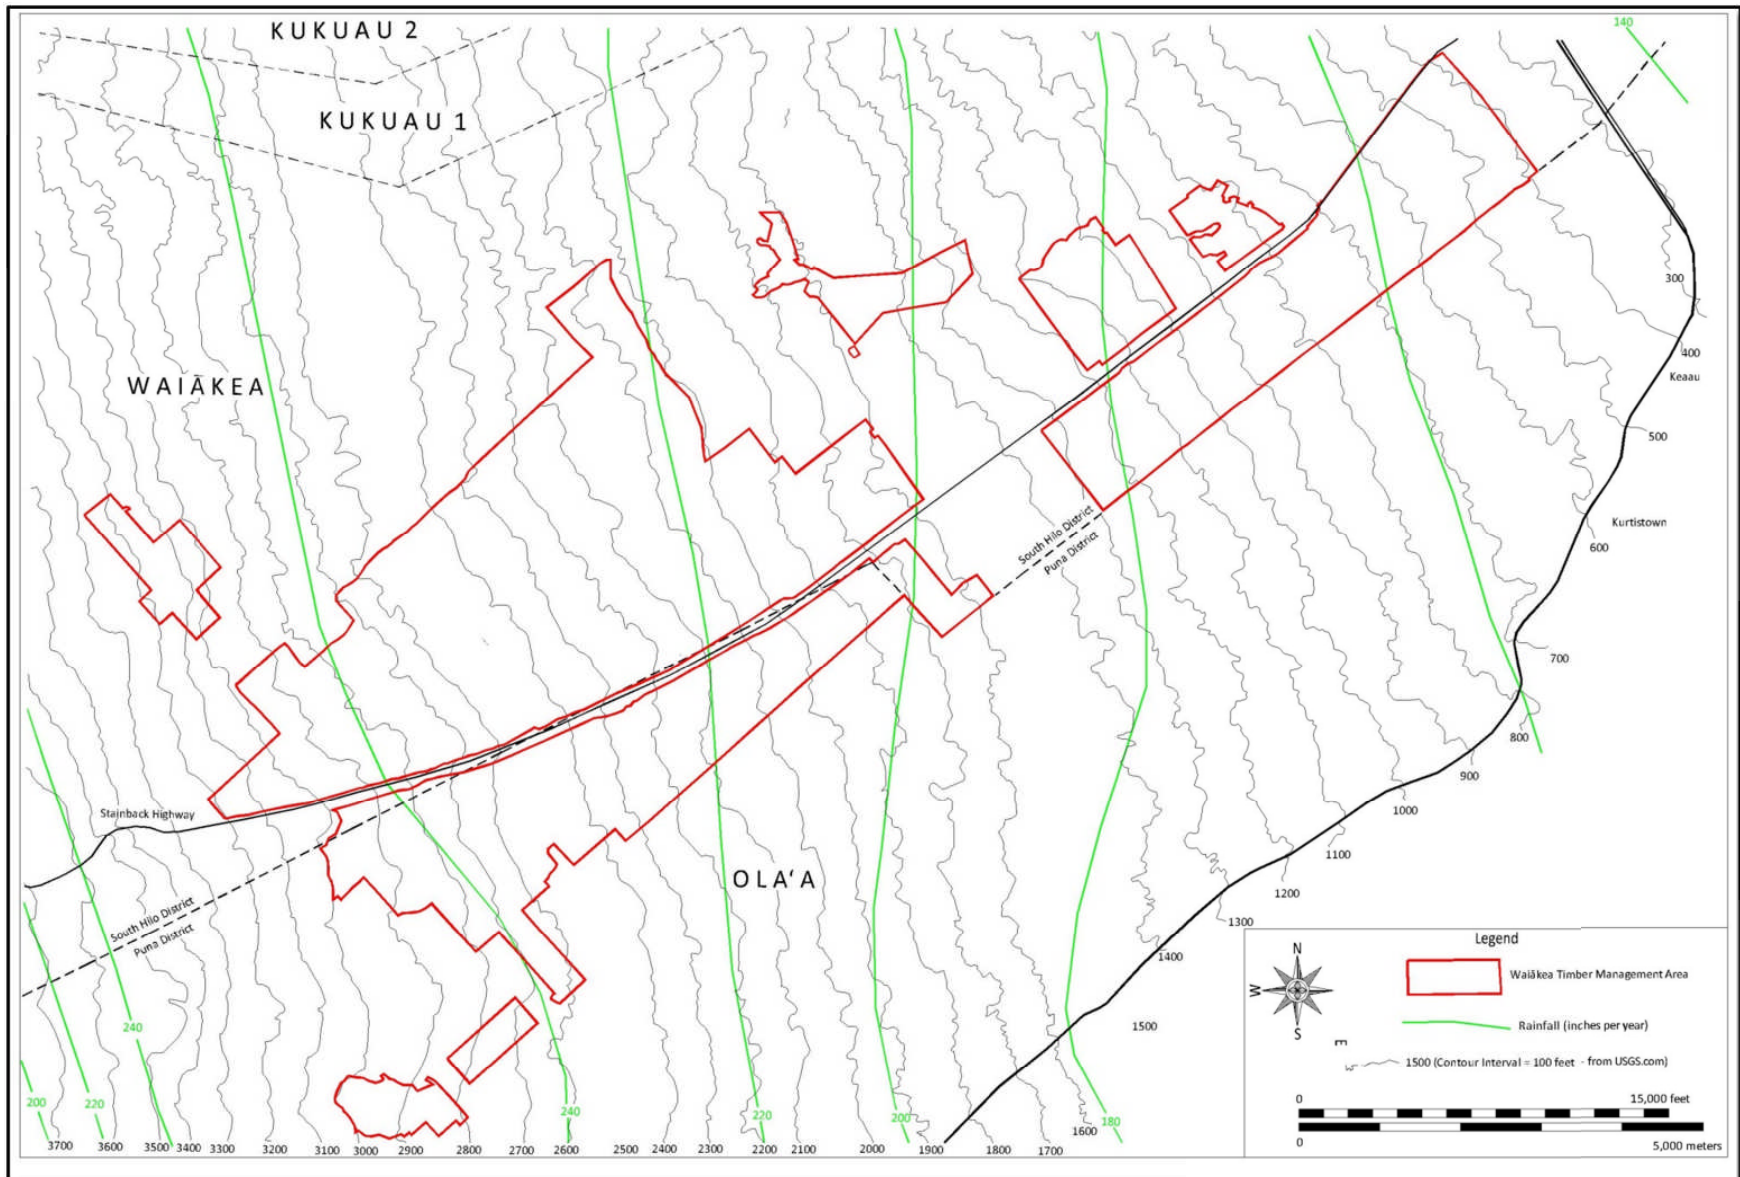 KUKUAU 2
140
KUKUAU 1
300
400
Keaau
WAIĀKEA
500
South Hilo District
Puna District
Kurtistown
600
700
800
900
Stainback Highway
1000
1100
OLAʻA
1200
South Hilo District
Puna District
1300
1400
1500
240
200
220
240
220
200
180
1600
3700
3600
3500
3400
3300
3200
3100
3000
2900
2800
2700
2600
2500
2400
2300
2200
2100
2000
1900
1800
1700
Legend
N
W
S
E
Waiākea Timber Management Area
Rainfall (inches per year)
1500 (Contour Interval = 100 feet - from USGS.com)
0
15,000 feet
0
5,000 meters